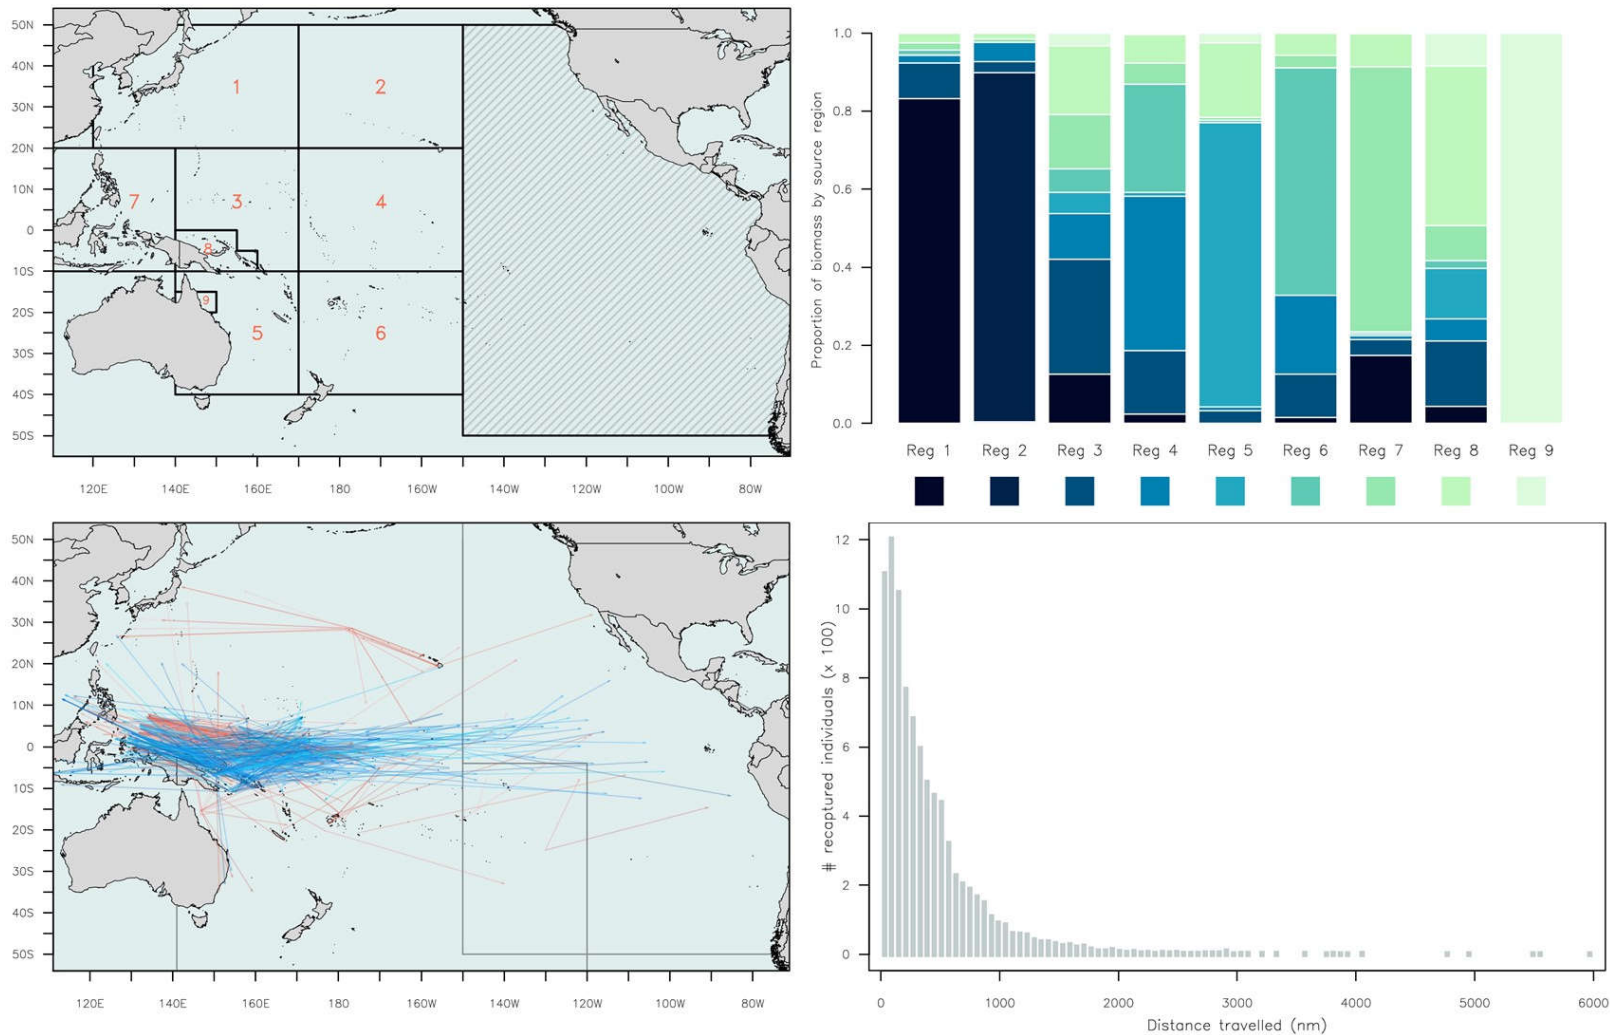 50N
40N
30N
20N
10N
0
10S
20S
30S
40S
50S
1
2
3
4
7
8
9
5
6
120E 140E 160E 180 160W 140W 120W 100W 80W
Proportion of biomass by source region
1.0
0.8
0.6
0.4
0.2
0.0
Reg 1 Reg 2 Reg 3 Reg 4 Reg 5 Reg 6 Reg 7 Reg 8 Reg 9
50N
40N
30N
20N
10N
0
10S
20S
30S
40S
50S
120E 140E 160E 180 160W 140W 120W 100W 80W
# recaptured individuals (x 100)
12
10
8
6
4
2
0
0 1000 2000 3000 4000 5000 6000
Distance travelled (nm)